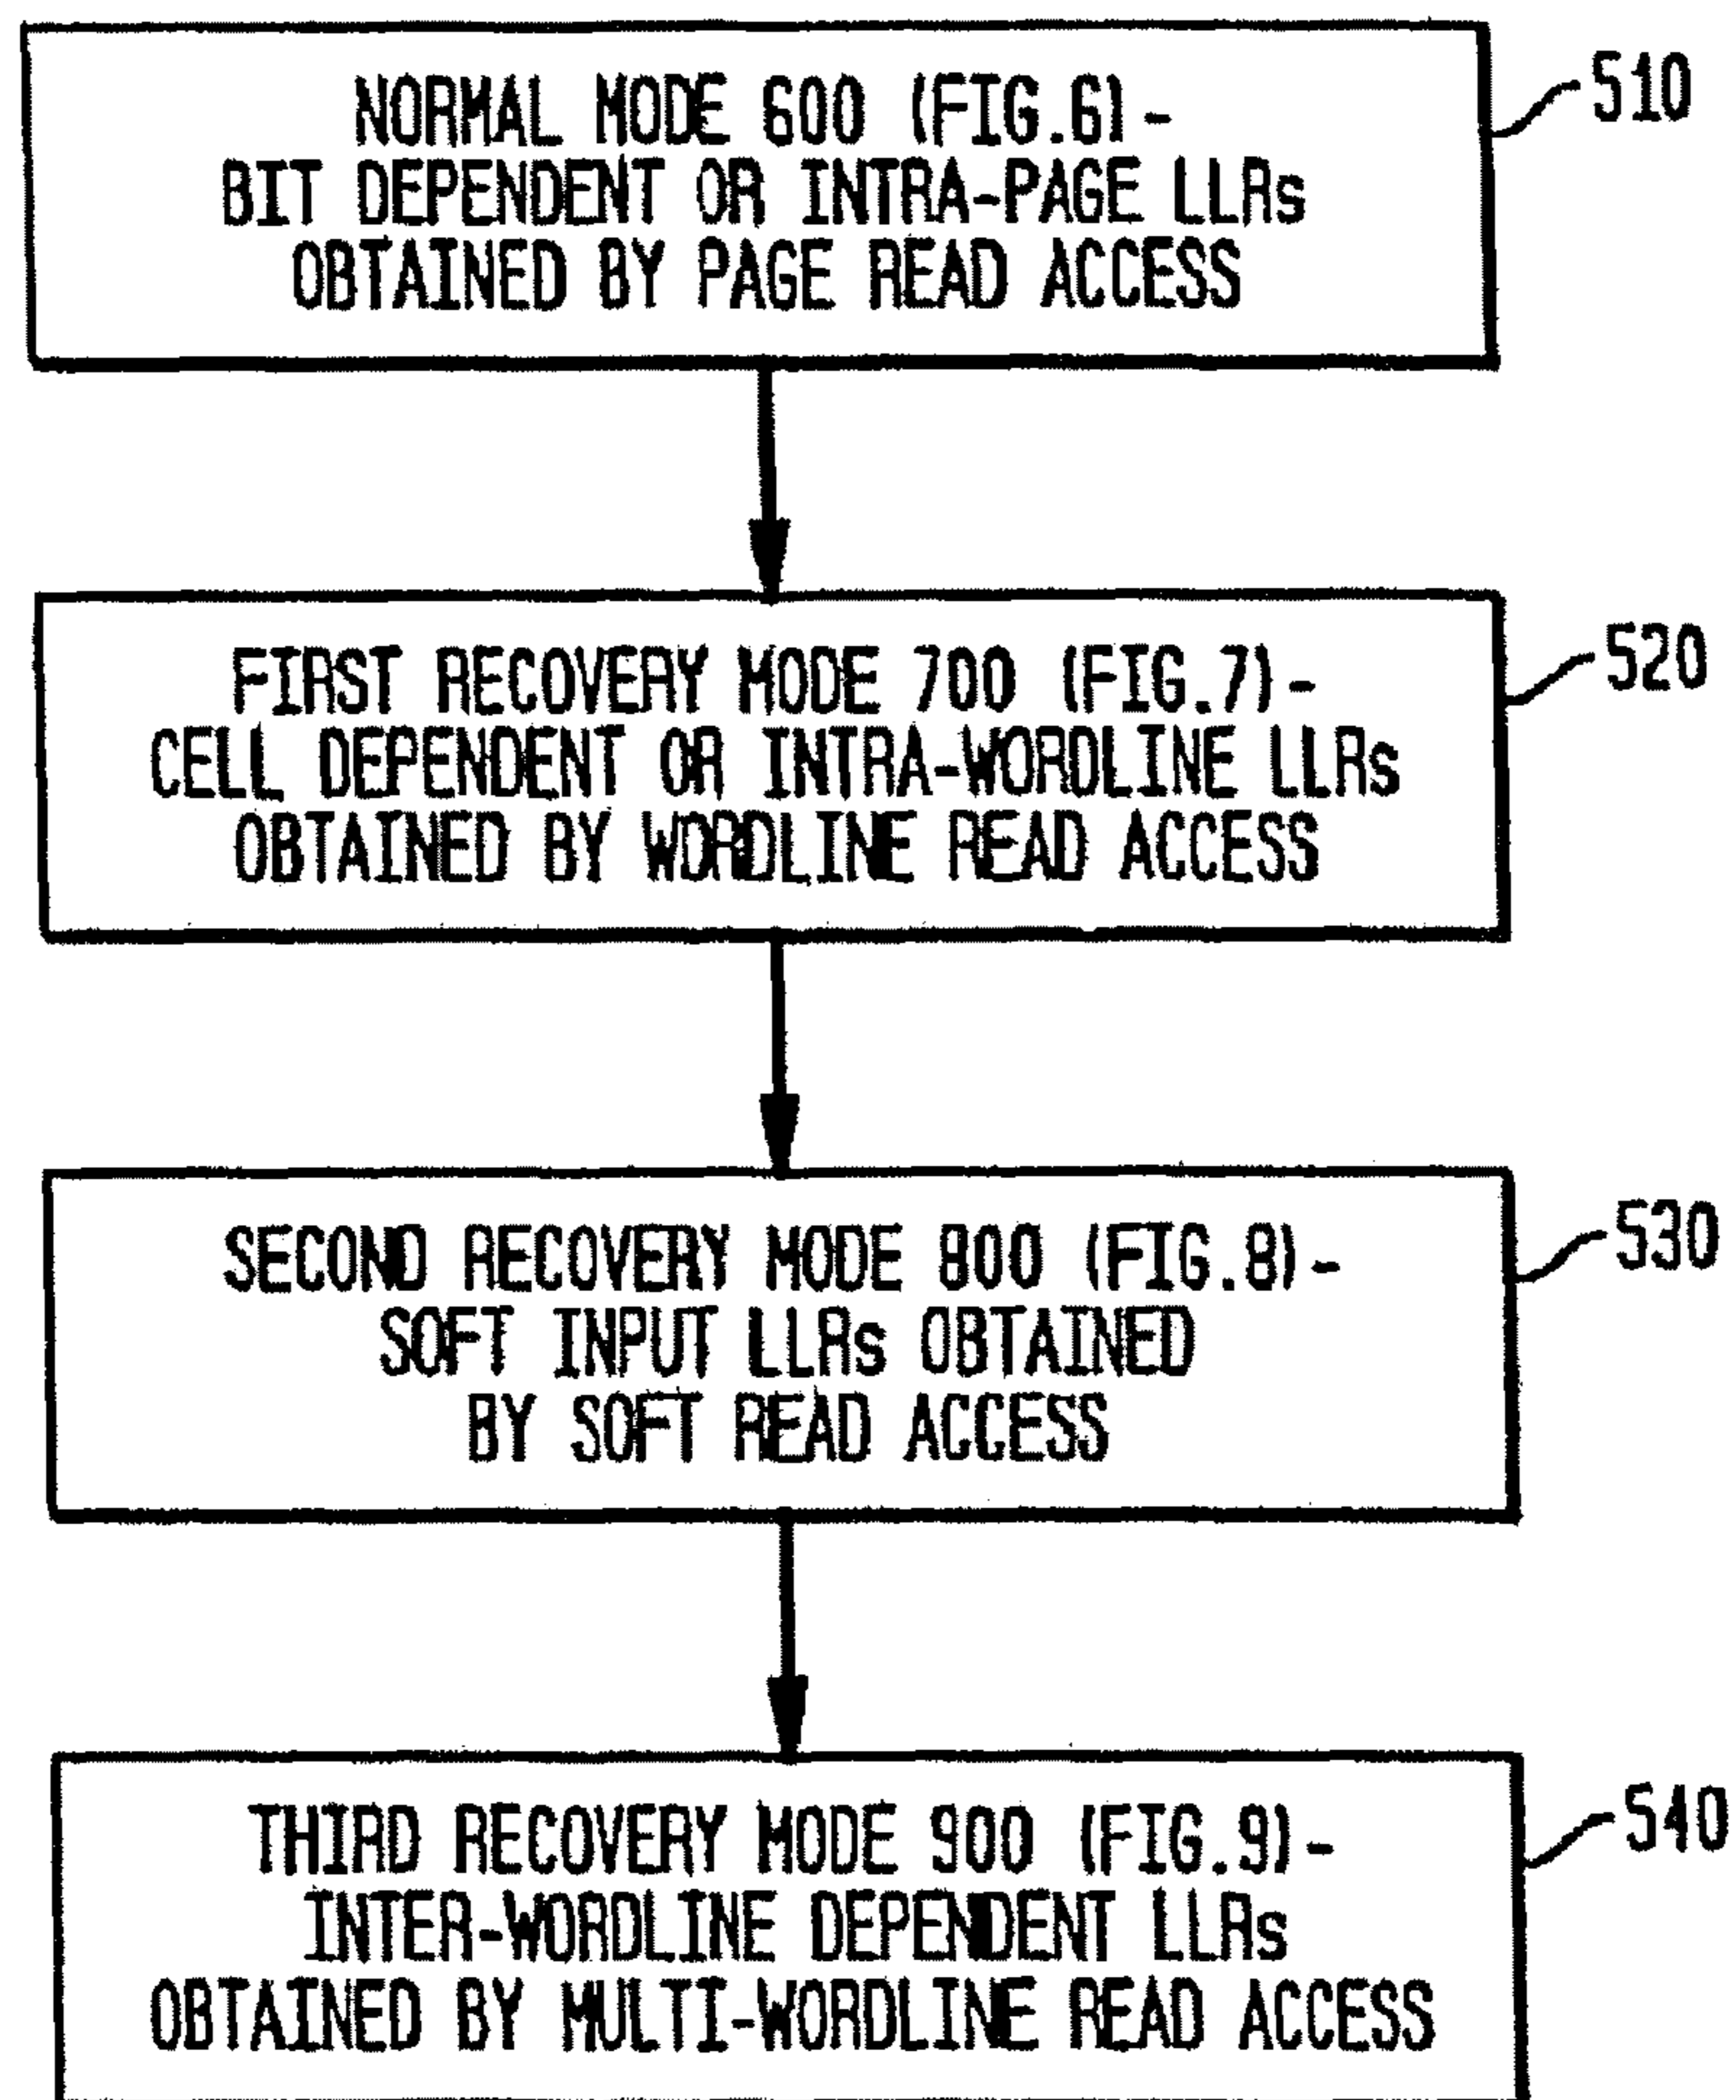 NORMAL MODE 600 (FIG.6)-
BIT DEPENDENT OR INTRA-PAGE LLRs
OBTAINED BY PAGE READ ACCESS
510
FIRST RECOVERY MODE 700 (FIG.7)-
CELL DEPENDENT OR INTRA-WORDLINE LLRs
OBTAINED BY WORDLINE READ ACCESS
520
SECOND RECOVERY MODE 800 (FIG.8)-
SOFT INPUT LLRs OBTAINED
BY SOFT READ ACCESS
530
THIRD RECOVERY MODE 900 (FIG.9)-
INTER-WORDLINE DEPENDENT LLRs
OBTAINED BY MULTI-WORDLINE READ ACCESS
540